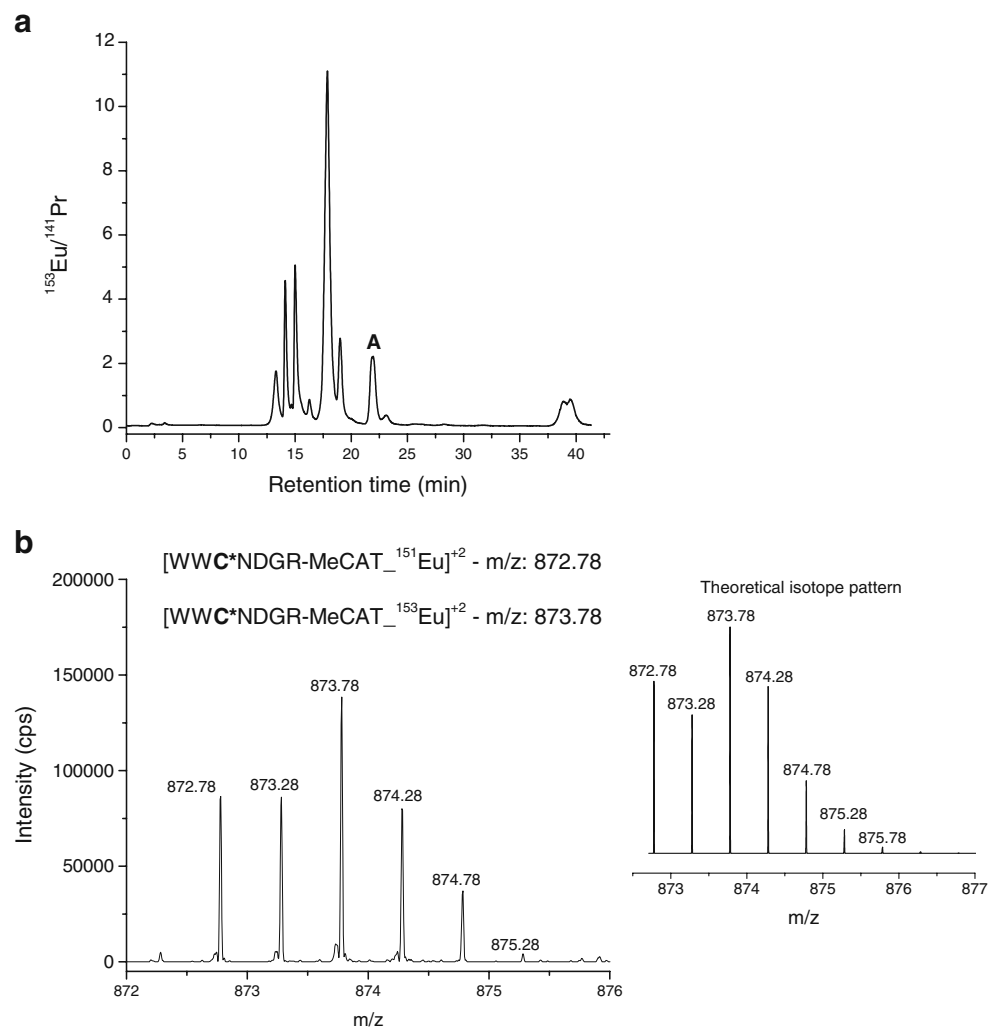 a
12
10
8
6
4
2
0
¹⁵³Eu/¹⁴¹Pr
A
0 5 10 15 20 25 30 35 40
Retention time (min)
b
[WWC*NDGR-MeCAT_¹⁵¹Eu]⁺² - m/z: 872.78
[WWC*NDGR-MeCAT_¹⁵³Eu]⁺² - m/z: 873.78
200000
150000
100000
50000
0
Intensity (cps)
872.78
873.28
873.78
874.28
874.78
875.28
872 873 874 875 876
m/z
Theoretical isotope pattern
872.78
873.28
873.78
874.28
874.78
875.28
875.78
873 874 875 876 877
m/z